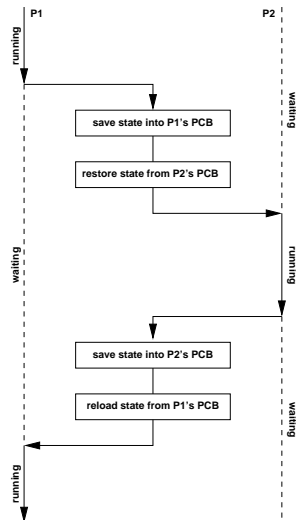 P1
P2
running
waiting
save state into P1's PCB
restore state from P2's PCB
waiting
running
save state into P2's PCB
reload state from P1's PCB
waiting
running